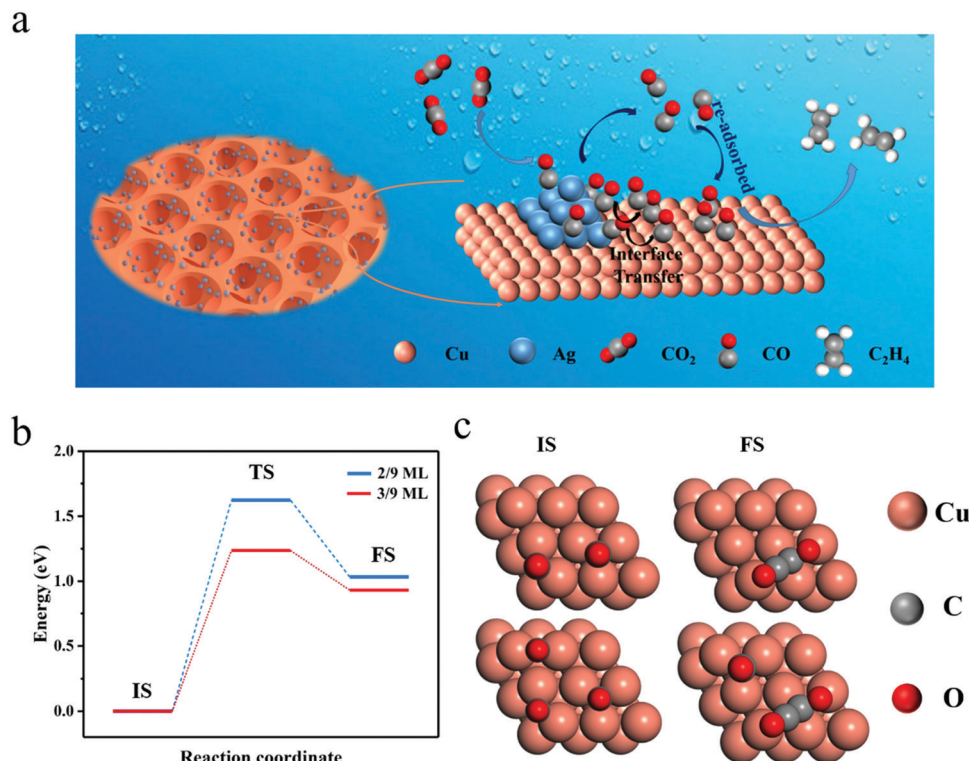 a
re-adsorbed
Interface
Transfer
Cu
Ag
CO₂
CO
C₂H₄
b
2.0
1.5
1.0
0.5
0.0
Energy (eV)
TS
2/9 ML
3/9 ML
FS
IS
Reaction coordinate
c
IS
FS
Cu
C
O